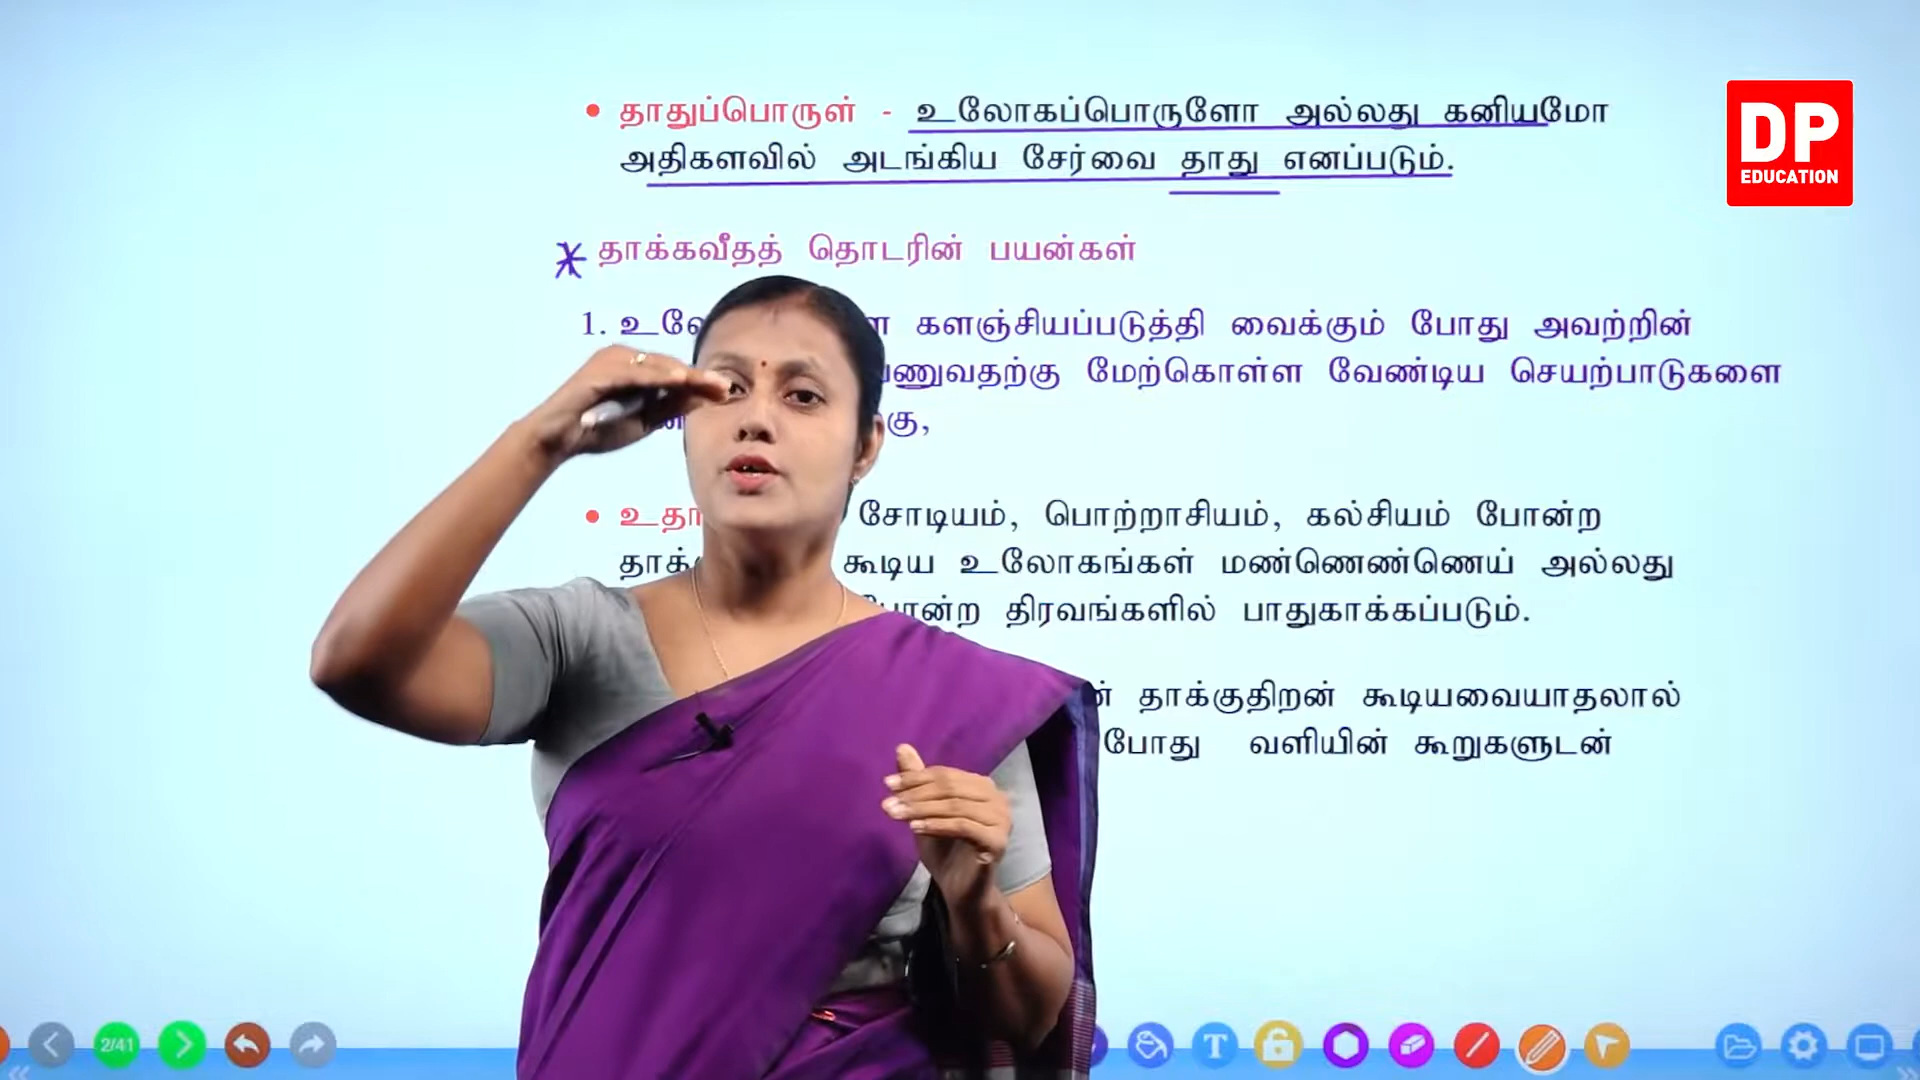 • தாதுப்பொருள் - உலோகப்பொருளோ அல்லது கனியமோ
அதிகளவில் அடங்கிய சேர்வை தாது எனப்படும்.
DP
EDUCATION
* தாக்கவீதத் தொடரின் பயன்கள்
1. களஞ்சியப்படுத்தி வைக்கும் போது அவற்றின்
மேற்கொள்ள வேண்டிய செயற்பாடுகளை
• சோடியம், பொற்றாசியம், கல்சியம் போன்ற
கூடிய உலோகங்கள் மண்ணெண்ணெய் அல்லது
போன்ற திரவங்களில் பாதுகாக்கப்படும்.
தாக்குதிறன் கூடியவையாதலால்
போது வளியின் கூறுகளுடன்
2/41
T